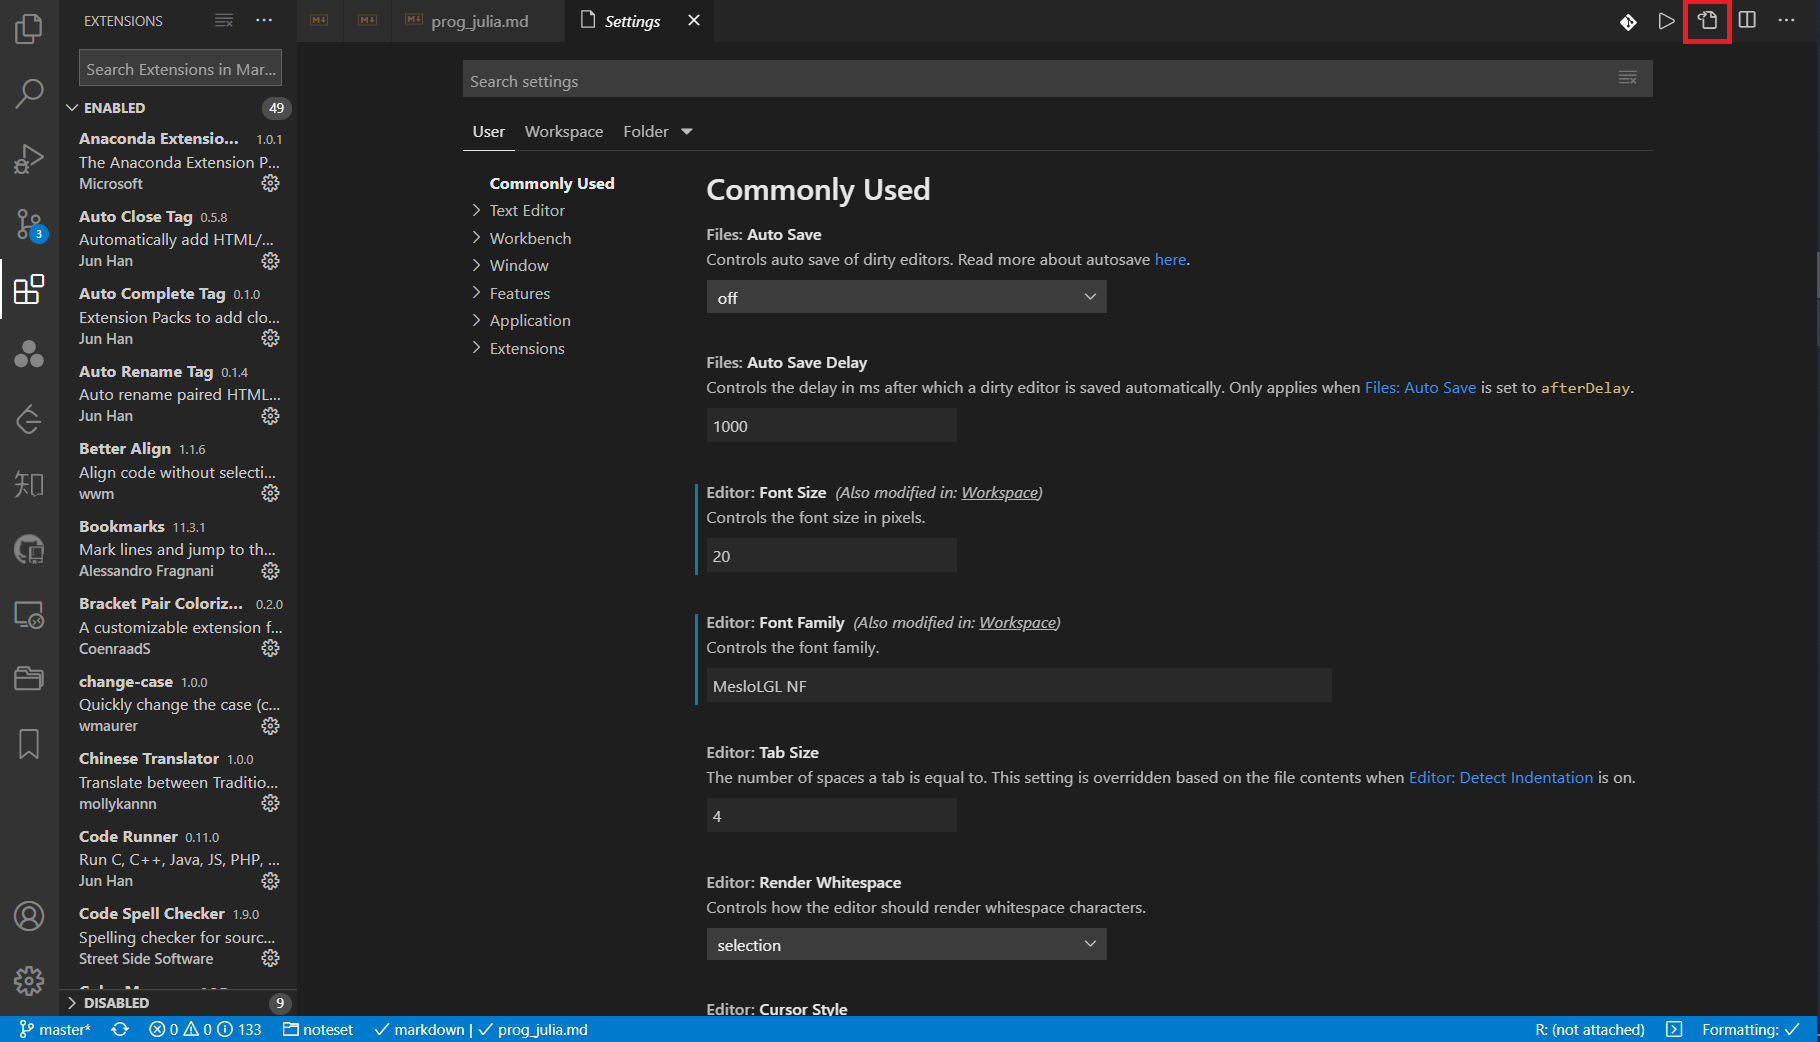 EXTENSIONS
Search Extensions in Mar...
ENABLED
49
Anaconda Extensio... 1.0.1
The Anaconda Extension P...
Microsoft
Auto Close Tag 0.5.8
Automatically add HTML/...
Jun Han
Auto Complete Tag 0.1.0
Extension Packs to add clo...
Jun Han
Auto Rename Tag 0.1.4
Auto rename paired HTML...
Jun Han
Better Align 1.1.6
Align code without selecti...
wwm
Bookmarks 11.3.1
Mark lines and jump to th...
Alessandro Fragnani
Bracket Pair Coloriz... 0.2.0
A customizable extension f...
CoenraadS
change-case 1.0.0
Quickly change the case (c...
wmaurer
Chinese Translator 1.0.0
Translate between Traditio...
mollykannn
Code Runner 0.11.0
Run C, C++, Java, JS, PHP, ...
Jun Han
Code Spell Checker 1.9.0
Spelling checker for sourc...
Street Side Software
DISABLED
9
3
知
prog_julia.md
Settings
Search settings
User Workspace Folder
Commonly Used
Text Editor
Workbench
Window
Features
Application
Extensions
Commonly Used
Files: Auto Save
Controls auto save of dirty editors. Read more about autosave here.
off
Files: Auto Save Delay
Controls the delay in ms after which a dirty editor is saved automatically. Only applies when Files: Auto Save is set to afterDelay.
1000
Editor: Font Size (Also modified in: Workspace)
Controls the font size in pixels.
20
Editor: Font Family (Also modified in: Workspace)
Controls the font family.
MesloLGL NF
Editor: Tab Size
The number of spaces a tab is equal to. This setting is overridden based on the file contents when Editor: Detect Indentation is on.
4
Editor: Render Whitespace
Controls how the editor should render whitespace characters.
selection
Editor: Cursor Style
master* 0 0 133 noteset markdown | prog_julia.md
R: (not attached) Formatting: